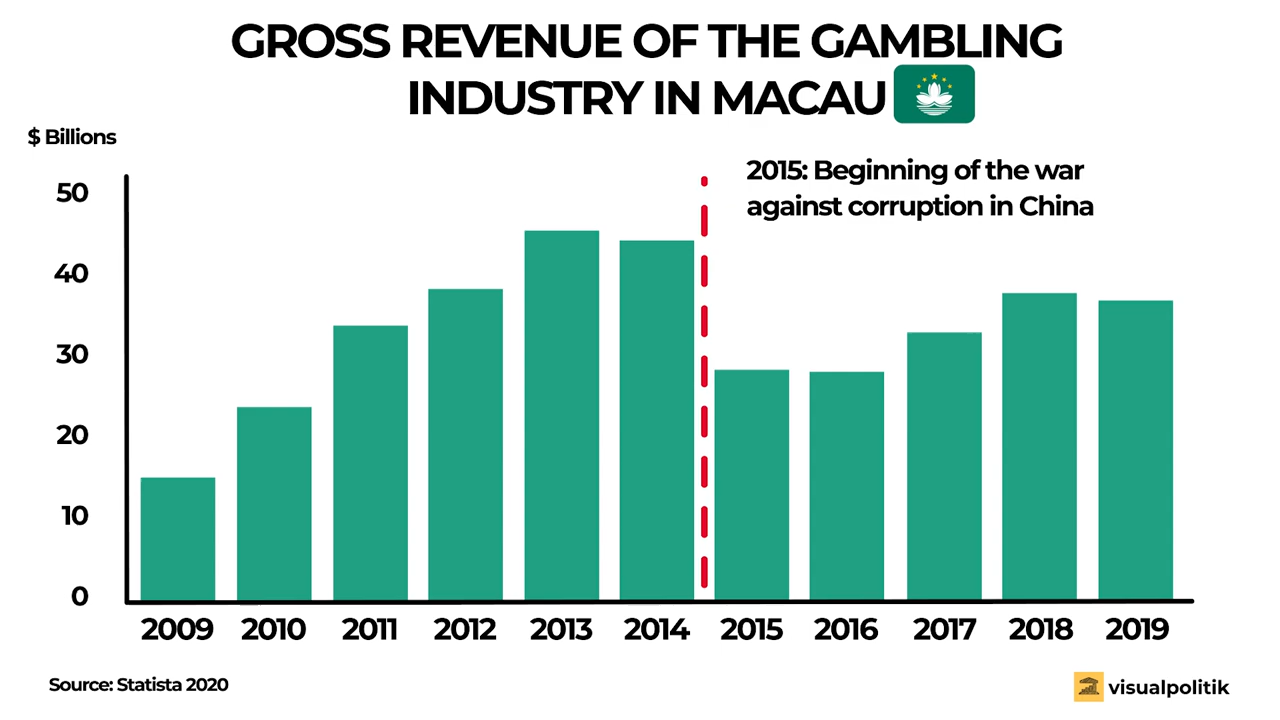 GROSS REVENUE OF THE GAMBLING
INDUSTRY IN MACAU
$ Billions
2015: Beginning of the war
against corruption in China
50
40
30
20
10
0
2009 2010 2011 2012 2013 2014 2015 2016 2017 2018 2019
Source: Statista 2020
visualpolitik